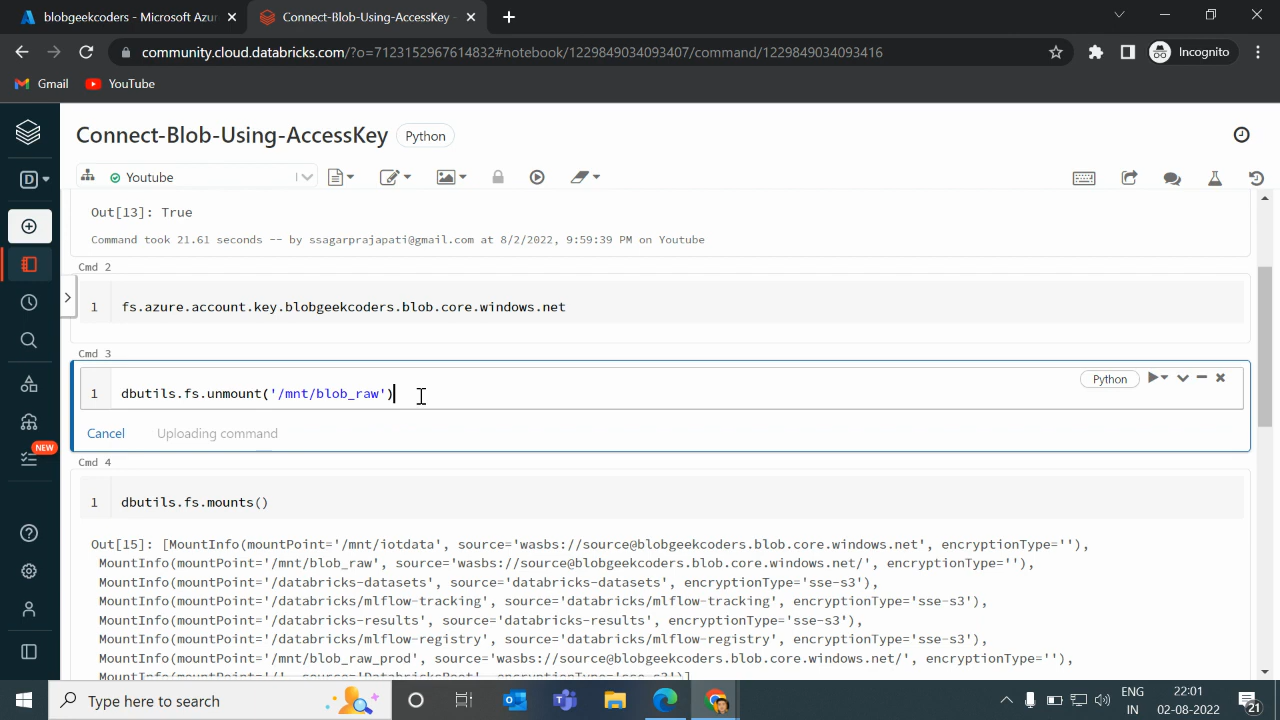 blobgeekcoders - Microsoft Azur
Connect-Blob-Using-AccessKey -
community.cloud.databricks.com/?o=7123152967614832#notebook/1229849034093407/command/1229849034093416
Incognito
Gmail
YouTube
Connect-Blob-Using-AccessKey
Python
D
Youtube
Out[13]: True
Command took 21.61 seconds -- by ssagarprajapati@gmail.com at 8/2/2022, 9:59:39 PM on Youtube
Cmd 2
1 fs.azure.account.key.blobgeekcoders.blob.core.windows.net
Cmd 3
Python
1 dbutils.fs.unmount('/mnt/blob_raw')
Cancel Uploading command
NEW
Cmd 4
1 dbutils.fs.mounts()
Out[15]: [MountInfo(mountPoint='/mnt/iotdata', source='wasbs://source@blobgeekcoders.blob.core.windows.net', encryptionType=''),
MountInfo(mountPoint='/mnt/blob_raw', source='wasbs://source@blobgeekcoders.blob.core.windows.net/', encryptionType=''),
MountInfo(mountPoint='/databricks-datasets', source='databricks-datasets', encryptionType='sse-s3'),
MountInfo(mountPoint='/databricks/mlflow-tracking', source='databricks/mlflow-tracking', encryptionType='sse-s3'),
MountInfo(mountPoint='/databricks-results', source='databricks-results', encryptionType='sse-s3'),
MountInfo(mountPoint='/databricks/mlflow-registry', source='databricks/mlflow-registry', encryptionType='sse-s3'),
MountInfo(mountPoint='/mnt/blob_raw_prod', source='wasbs://source@blobgeekcoders.blob.core.windows.net/', encryptionType=''),
MountInfo(mountPoint='/', source='DatabricksRoot', encryptionType='sse-s3')]
Type here to search
ENG
IN
22:01
02-08-2022
21